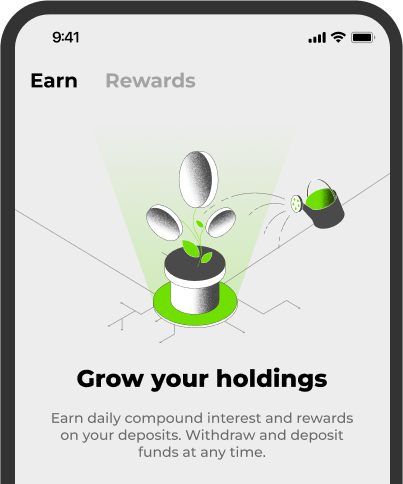 9:41
Earn Rewards
Grow your holdings
Earn daily compound interest and rewards
on your deposits. Withdraw and deposit
funds at any time.